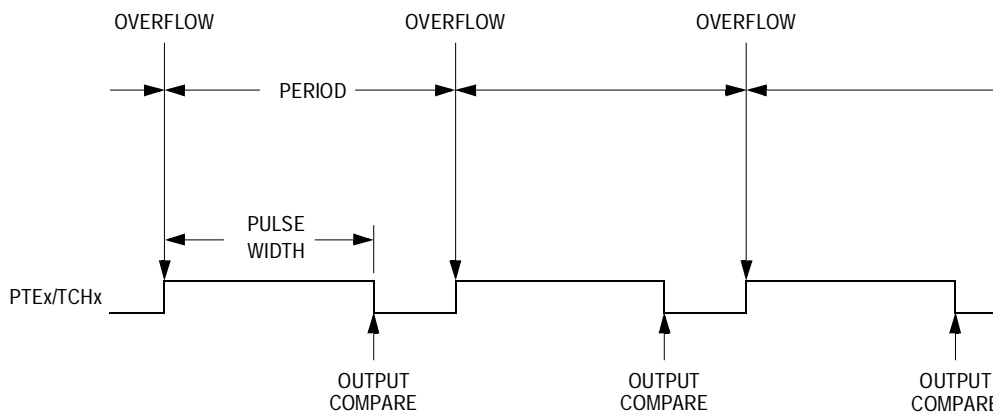 OVERFLOW
OVERFLOW
OVERFLOW
PERIOD
PULSE
WIDTH
PTEx/TCHx
OUTPUT
COMPARE
OUTPUT
COMPARE
OUTPUT
COMPARE